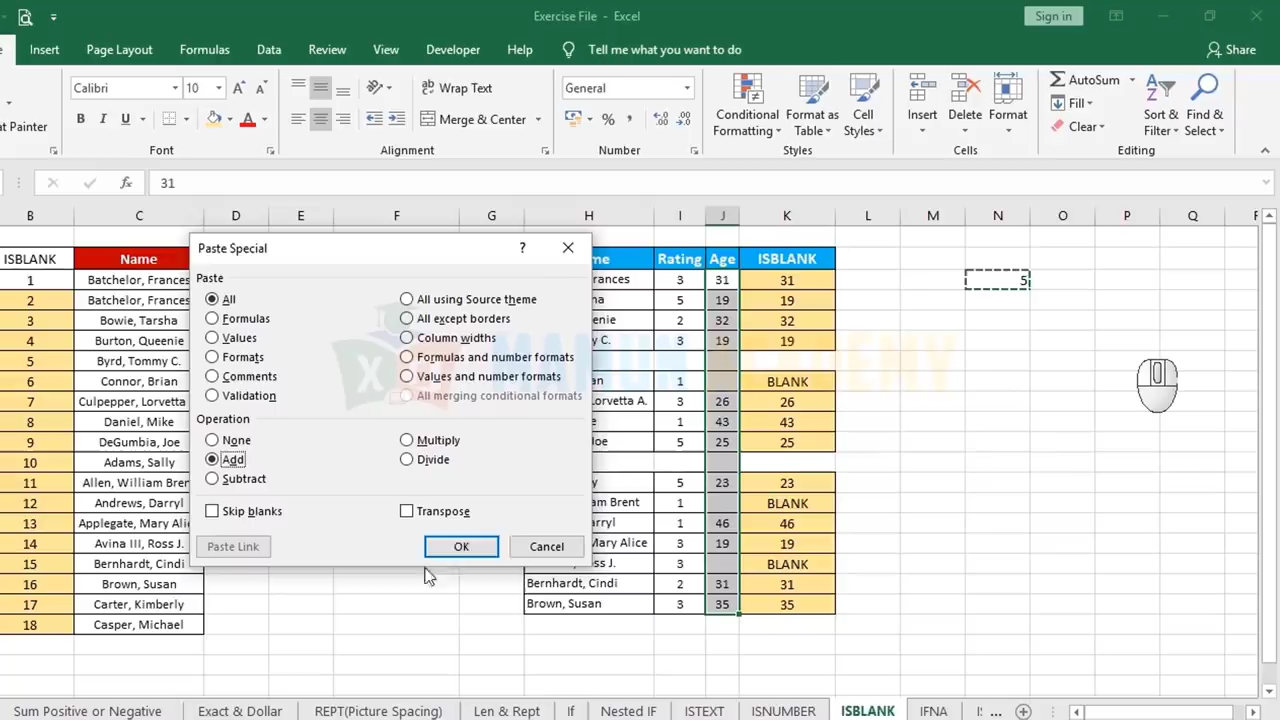 Exercise File - Excel
Sign in
Insert Page Layout Formulas Data Review View Developer Help Tell me what you want to do Share
Calibri 10
Wrap Text
General
AutoSum
Fill
Clear
at Painter
B I U
Merge & Center
Conditional Formatting
Format as Table
Cell Styles
Insert Delete Format
Sort & Filter
Find & Select
Font Alignment Number Styles Cells Editing
fx 31
B C D E F G H I J K L M N O P Q
ISBLANK Name Rating Age ISBLANK
1 Batchelor, Frances rances 3 31 31 5
2 Batchelor, Frances 5 19 19
3 Bowie, Tarsha enie 2 32 32
4 Burton, Queenie y C. 3 19 19
5 Byrd, Tommy C.
6 Connor, Brian 1 BLANK
7 Culpepper, Lorvetta orvetta A. 3 26 26
8 Daniel, Mike 1 43 43
9 DeGumbia, Joe Joe 5 25 25
10 Adams, Sally
11 Allen, William Bren 5 23 23
12 Andrews, Darryl am Brent 1 BLANK
13 Applegate, Mary Ali 1 46 46
14 Avina III, Ross J. Mary Alice 3 19 19
15 Bernhardt, Cindi 3 BLANK
16 Brown, Susan Bernhardt, Cindi 2 31 31
17 Carter, Kimberly Brown, Susan 3 35 35
18 Casper, Michael
Paste Special ?
Paste
All All using Source theme
Formulas All except borders
Values Column widths
Formats Formulas and number formats
Comments Values and number formats
Validation All merging conditional formats
Operation
None Multiply
Add Divide
Subtract
Skip blanks Transpose
Paste Link OK Cancel
Sum Positive or Negative Exact & Dollar REPT(Picture Spacing) Len & Rept If Nested IF ISTEXT ISNUMBER ISBLANK IFNA ...